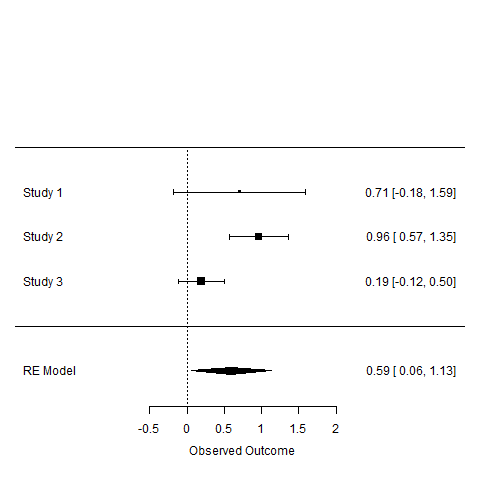 Study 1 0.71 [-0.18, 1.59]
Study 2 0.96 [ 0.57, 1.35]
Study 3 0.19 [-0.12, 0.50]
RE Model 0.59 [ 0.06, 1.13]
-0.5 0 0.5 1 1.5 2
Observed Outcome